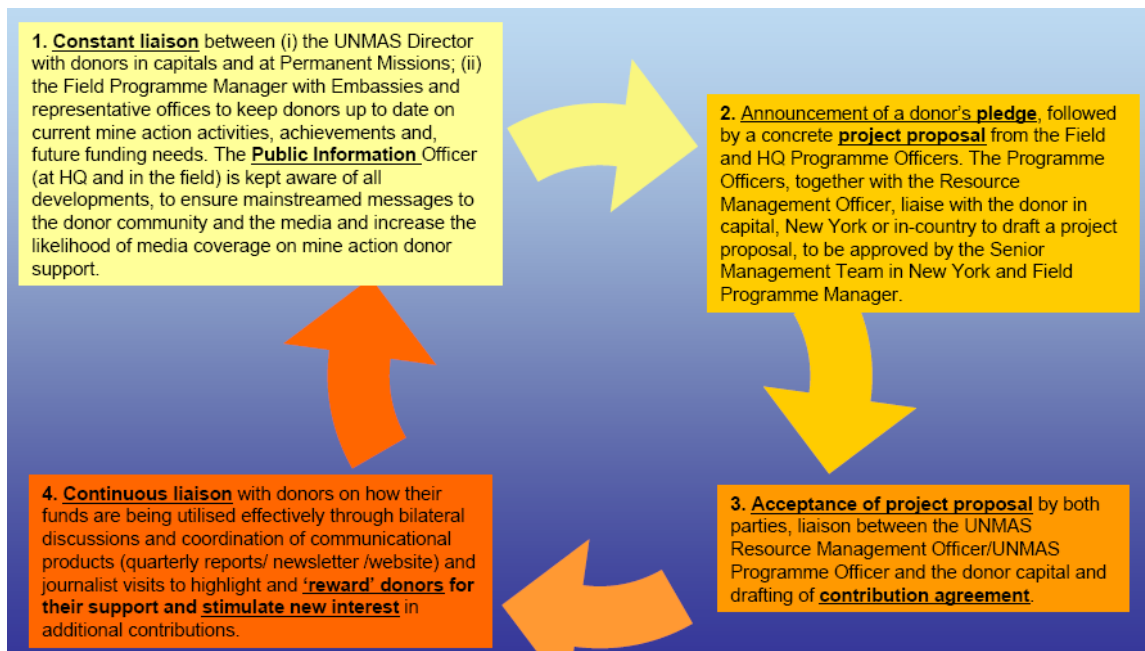 1. Constant liaison between (i) the UNMAS Director
with donors in capitals and at Permanent Missions; (ii)
the Field Programme Manager with Embassies and
representative offices to keep donors up to date on
current mine action activities, achievements and,
future funding needs. The Public Information Officer
(at HQ and in the field) is kept aware of all
developments, to ensure mainstreamed messages to
the donor community and the media and increase the
likelihood of media coverage on mine action donor
support.
2. Announcement of a donor's pledge, followed
by a concrete project proposal from the Field
and HQ Programme Officers. The Programme
Officers, together with the Resource
Management Officer, liaise with the donor in
capital, New York or in-country to draft a project
proposal, to be approved by the Senior
Management Team in New York and Field
Programme Manager.
3. Acceptance of project proposal by both
parties, liaison between the UNMAS
Resource Management Officer/UNMAS
Programme Officer and the donor capital and
drafting of contribution agreement.
4. Continuous liaison with donors on how their
funds are being utilised effectively through bilateral
discussions and coordination of communicational
products (quarterly reports/ newsletter /website) and
journalist visits to highlight and 'reward' donors for
their support and stimulate new interest in
additional contributions.